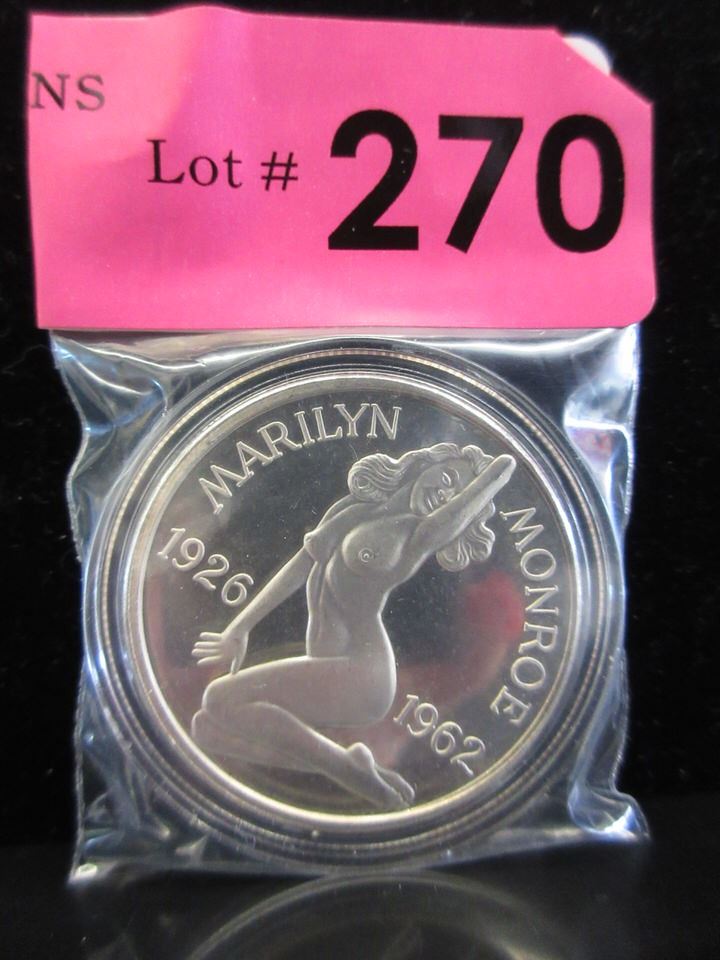 NS
Lot # 270
MARILYN
MONROE
1926
1962